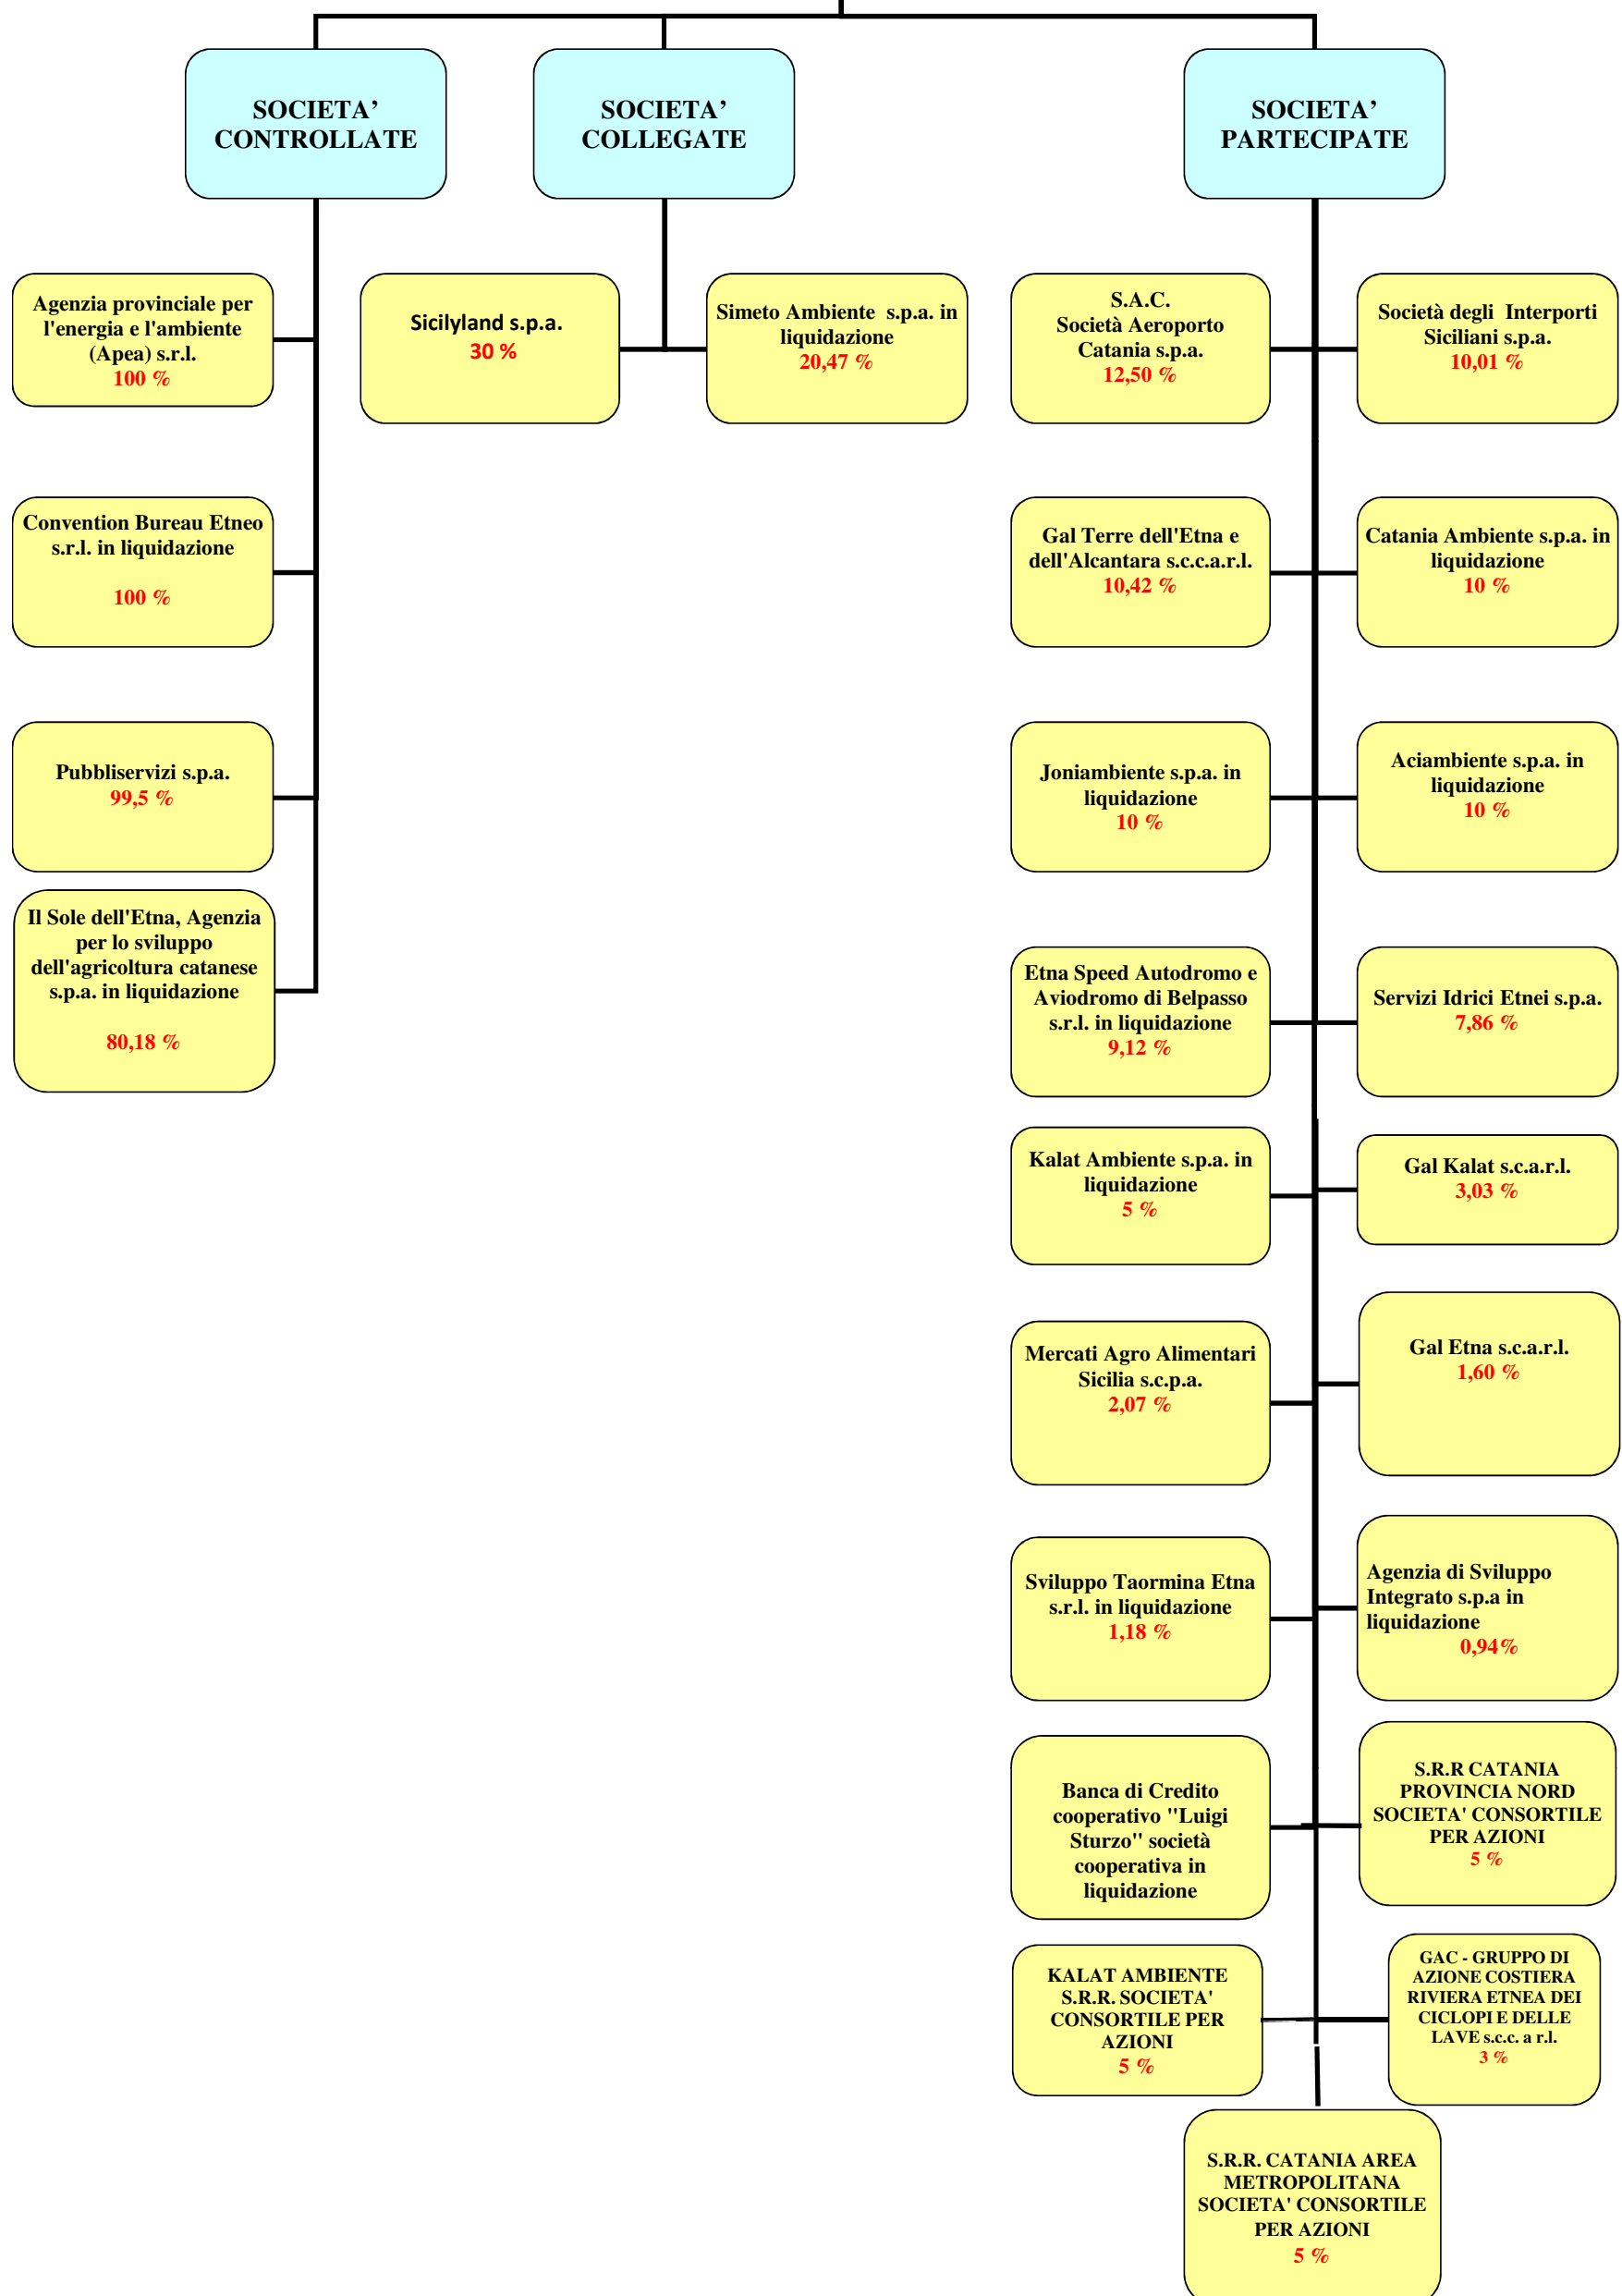 SOCIETA’
CONTROLLATE
SOCIETA’
COLLEGATE
SOCIETA’
PARTECIPATE
Agenzia provinciale per
l'energia e l'ambiente
(Apea) s.r.l.
100 %
Sicilyland s.p.a.
30 %
Simeto Ambiente s.p.a. in
liquidazione
20,47 %
S.A.C.
Società Aeroporto
Catania s.p.a.
12,50 %
Società degli Interporti
Siciliani s.p.a.
10,01 %
Convention Bureau Etneo
s.r.l. in liquidazione
100 %
Gal Terre dell'Etna e
dell'Alcantara s.c.c.a.r.l.
10,42 %
Catania Ambiente s.p.a. in
liquidazione
10 %
Pubbliservizi s.p.a.
99,5 %
Joniambiente s.p.a. in
liquidazione
10 %
Aciambiente s.p.a. in
liquidazione
10 %
Il Sole dell'Etna, Agenzia
per lo sviluppo
dell'agricoltura catanese
s.p.a. in liquidazione
80,18 %
Etna Speed Autodromo e
Aviodromo di Belpasso
s.r.l. in liquidazione
9,12 %
Servizi Idrici Etnei s.p.a.
7,86 %
Kalat Ambiente s.p.a. in
liquidazione
5 %
Gal Kalat s.c.a.r.l.
3,03 %
Mercati Agro Alimentari
Sicilia s.c.p.a.
2,07 %
Gal Etna s.c.a.r.l.
1,60 %
Sviluppo Taormina Etna
s.r.l. in liquidazione
1,18 %
Agenzia di Sviluppo
Integrato s.p.a in
liquidazione
0,94%
Banca di Credito
cooperativo "Luigi
Sturzo" società
cooperativa in
liquidazione
S.R.R CATANIA
PROVINCIA NORD
SOCIETA' CONSORTILE
PER AZIONI
5 %
KALAT AMBIENTE
S.R.R. SOCIETA'
CONSORTILE PER
AZIONI
5 %
GAC - GRUPPO DI
AZIONE COSTIERA
RIVIERA ETNEA DEI
CICLOPI E DELLE
LAVE s.c.c. a r.l.
3 %
S.R.R. CATANIA AREA
METROPOLITANA
SOCIETA' CONSORTILE
PER AZIONI
5 %